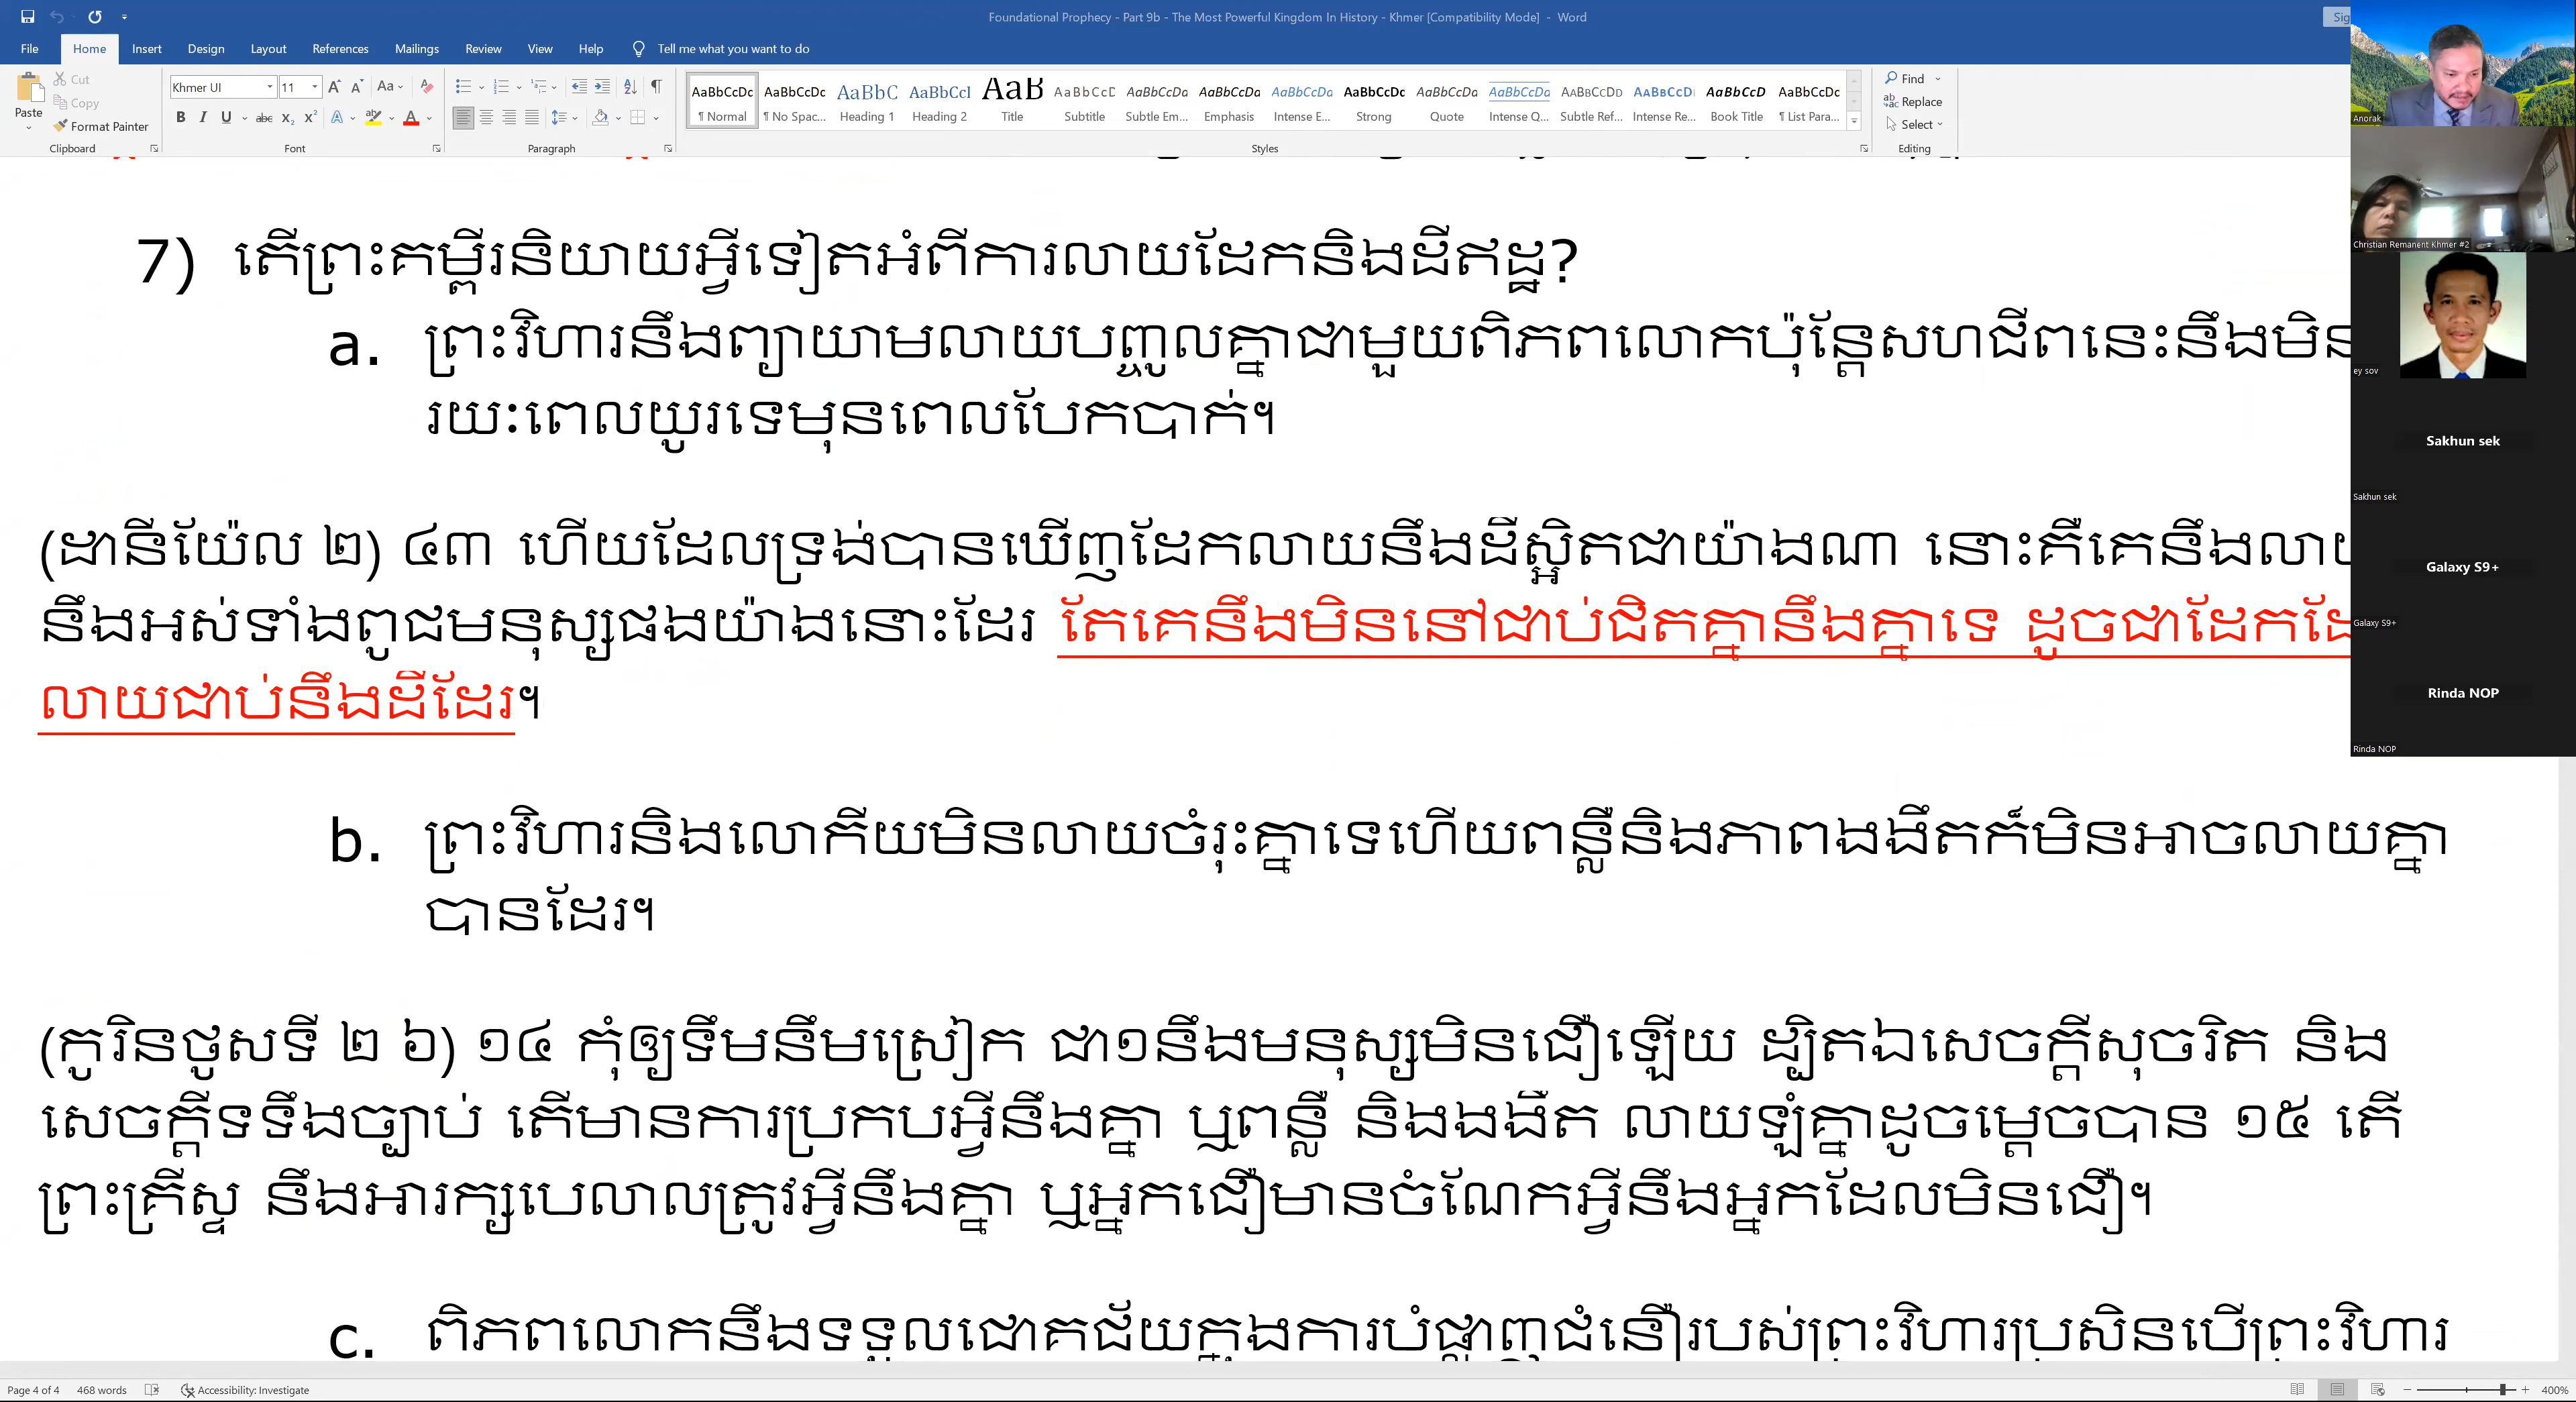 Foundational Prophecy - Part 9b - The Most Powerful Kingdom In History - Khmer [Compatibility Mode] - Word
File Home Insert Design Layout References Mailings Review View Help Tell me what you want to do
Cut
Copy
Paste
Format Painter
Khmer UI 11
AaBbCcDc AaBbCcDc AaBbC AaBbCcl AaB AaBbCcD AaBbCcDa AaBbCcDa AaBbCcDa AaBbCcDc AaBbCcDa AaBbCcDa AaBbCcDd AaBbCcD AaBbCcD AaBbCcDc
¶ Normal ¶ No Spac... Heading 1 Heading 2 Title Subtitle Subtle Em... Emphasis Intense E... Strong Quote Intense Q... Subtle Ref... Intense Re... Book Title ¶ List Para...
Find
Replace
Select
Clipboard Font Paragraph Styles Editing
Anorak
Christian Remanent Khmer #2
ey sov
Sakhun sek
Sakhun sek
Galaxy S9+
Galaxy S9+
Rinda NOP
Rinda NOP
7) តើព្រះគម្ពីរនិយាយអ្វីទៀតអំពីការលាយដែកនិងដីឥដ្ឋ?
a. ព្រះវិហារនឹងព្យាយាមលាយបញ្ចូលគ្នាជាមួយពិភពលោកប៉ុន្តែសហជីពនេះនឹងមិន
រយៈពេលយូរទេមុនពេលបែកបាក់។
(ដានីយ៉ែល ២) ៤៣ ហើយដែលទ្រង់បានឃើញដែកលាយនឹងដីស្អិតជាយ៉ាងណា នោះគឺគេនឹងលាយ
នឹងអស់ទាំងពូជមនុស្សផងយ៉ាងនោះដែរ តែគេនឹងមិននៅជាប់ជិតគ្នានឹងគ្នាទេ ដូចជាដែក
លាយជាប់នឹងដីដែរ។
b. ព្រះវិហារនិងលោកីយមិនលាយចំរុះគ្នាទេហើយពន្លឺនិងភាពងងឹតក៏មិនអាចលាយគ្នា
បានដែរ។
(កូរិនថូសទី ២ ៦) ១៤ កុំឲ្យទឹមនឹមស្រៀក ជា១នឹងមនុស្សមិនជឿឡើយ ដ្បិតឯសេចក្ដីសុចរិត និង
សេចក្ដីទទឹងច្បាប់ តើមានការប្រកបអ្វីនឹងគ្នា ឬពន្លឺ និងងងឹត លាយឡំគ្នាដូចម្ដេចបាន ១៥ តើ
ព្រះគ្រីស្ទ នឹងអារក្សបេលាលត្រូវអ្វីនឹងគ្នា ឬអ្នកជឿមានចំណែកអ្វីនឹងអ្នកដែលមិនជឿ។
c. ពិភពលោកនឹងទទួលជោគជ័យក្នុងការបំផ្លាញជំនឿរបស់ព្រះវិហារប្រសិនបើព្រះវិហារ
Page 4 of 4 468 words Accessibility: Investigate 400%